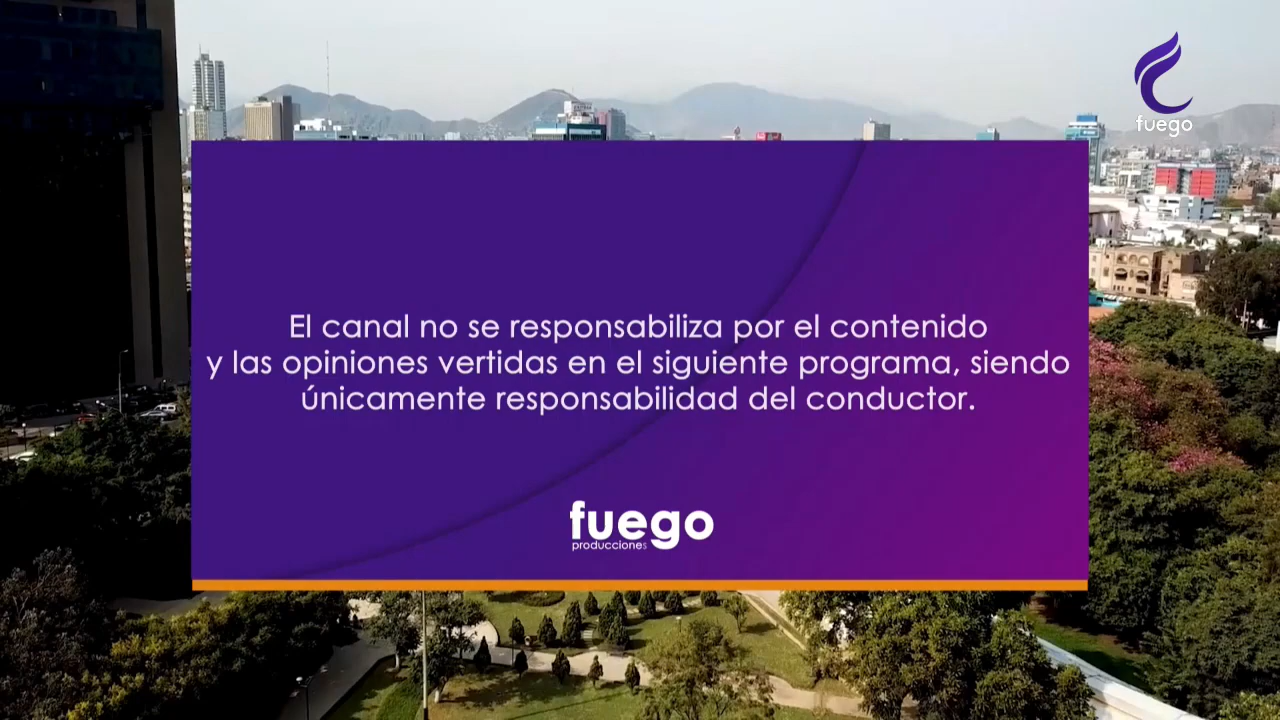 fuego
El canal no se responsabiliza por el contenido
y las opiniones vertidas en el siguiente programa, siendo
únicamente responsabilidad del conductor.
fuego
producciones